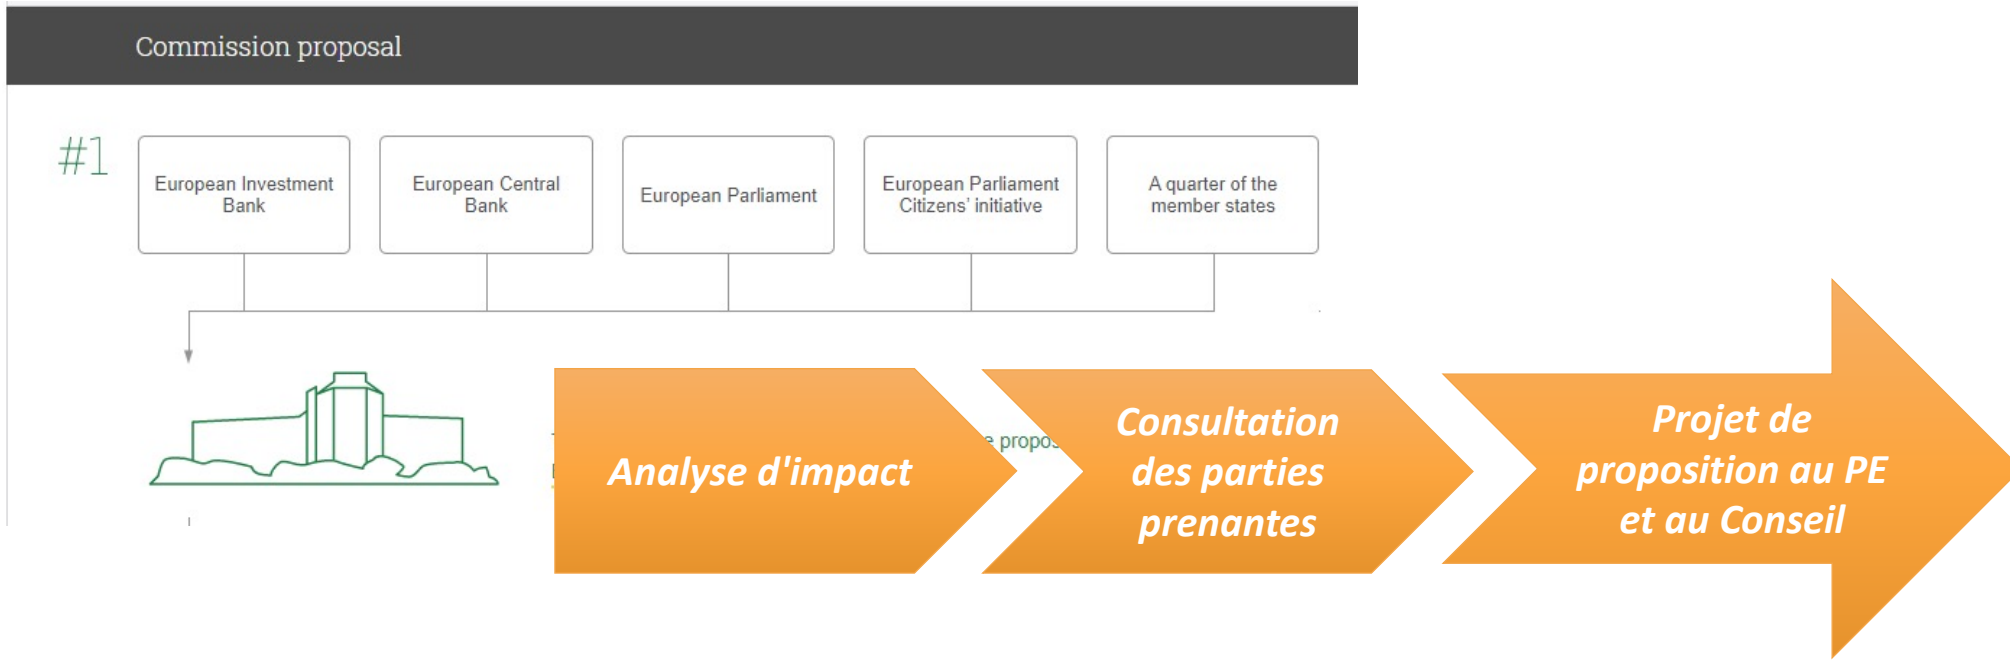 Commission proposal
#1
European Investment
Bank
European Central
Bank
European Parliament
European Parliament
Citizens' initiative
A quarter of the
member states
Analyse d'impact
Consultation
des parties
prenantes
Projet de
proposition au PE
et au Conseil